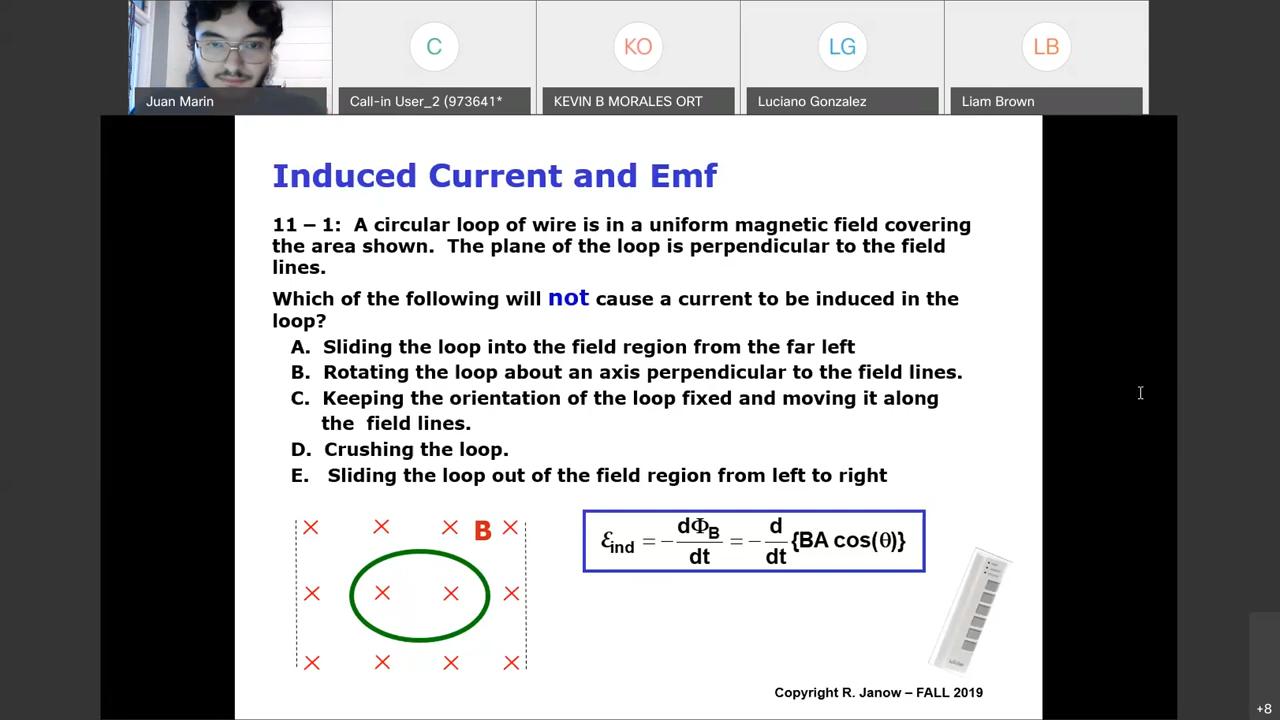 C
KO
LG
LB
Juan Marin
Call-in User_2 (973641*
KEVIN B MORALES ORT
Luciano Gonzalez
Liam Brown
Induced Current and Emf
11 – 1: A circular loop of wire is in a uniform magnetic field covering
the area shown. The plane of the loop is perpendicular to the field
lines.
Which of the following will not cause a current to be induced in the
loop?
A. Sliding the loop into the field region from the far left
B. Rotating the loop about an axis perpendicular to the field lines.
C. Keeping the orientation of the loop fixed and moving it along
the field lines.
D. Crushing the loop.
E. Sliding the loop out of the field region from left to right
B
ℰind = − dΦB/dt = − d/dt {BA cos(θ)}
Copyright R. Janow – FALL 2019
+8